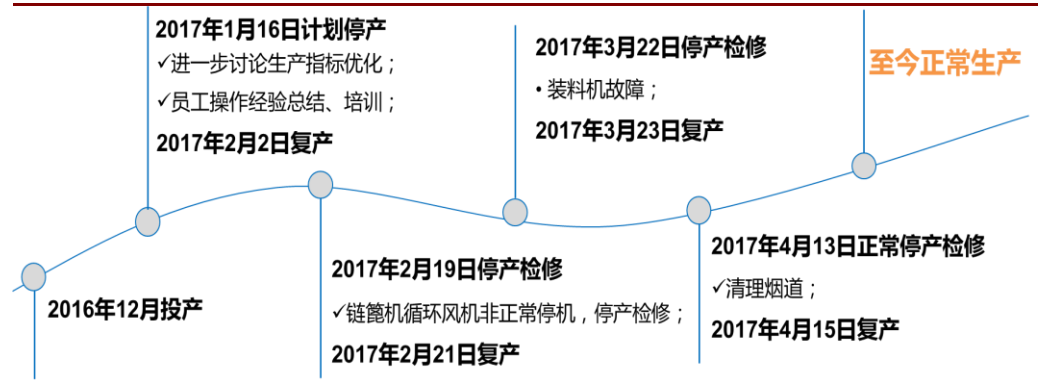 2016年12月投产
2017年1月16日计划停产
✓进一步讨论生产指标优化；
✓员工操作经验总结、培训；
2017年2月2日复产
2017年2月19日停产检修
✓链篦机循环风机非正常停机，停产检修；
2017年2月21日复产
2017年3月22日停产检修
• 装料机故障；
2017年3月23日复产
2017年4月13日正常停产检修
✓清理烟道；
2017年4月15日复产
至今正常生产